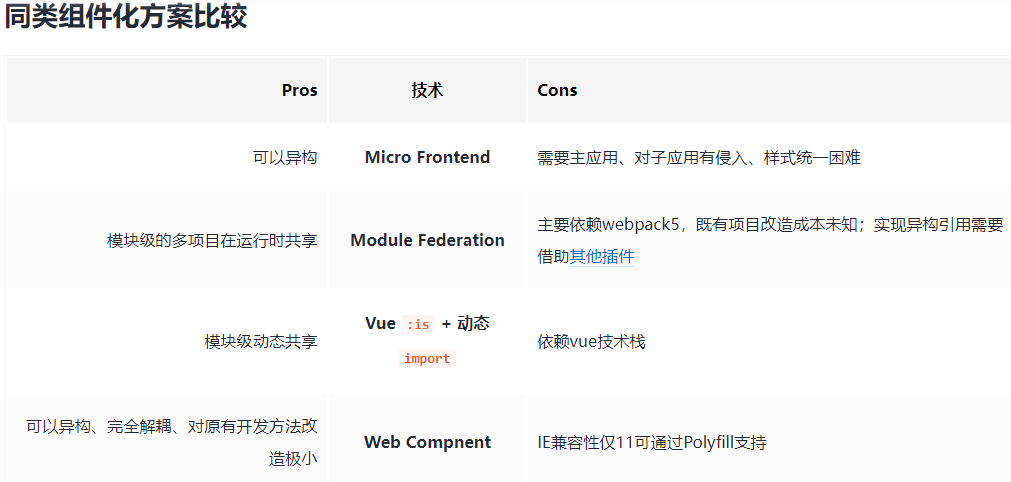 同类组件化方案比较
Pros 技术 Cons
可以异构 Micro Frontend 需要主应用、对子应用有侵入、样式统一困难
模块级的多项目在运行时共享 Module Federation 主要依赖webpack5，既有项目改造成本未知；实现异构引用需要
借助其他插件
模块级动态共享 Vue :is + 动态
import 依赖vue技术栈
可以异构、完全解耦、对原有开发方法改
造极小 Web Compnent IE兼容性仅11可通过Polyfill支持